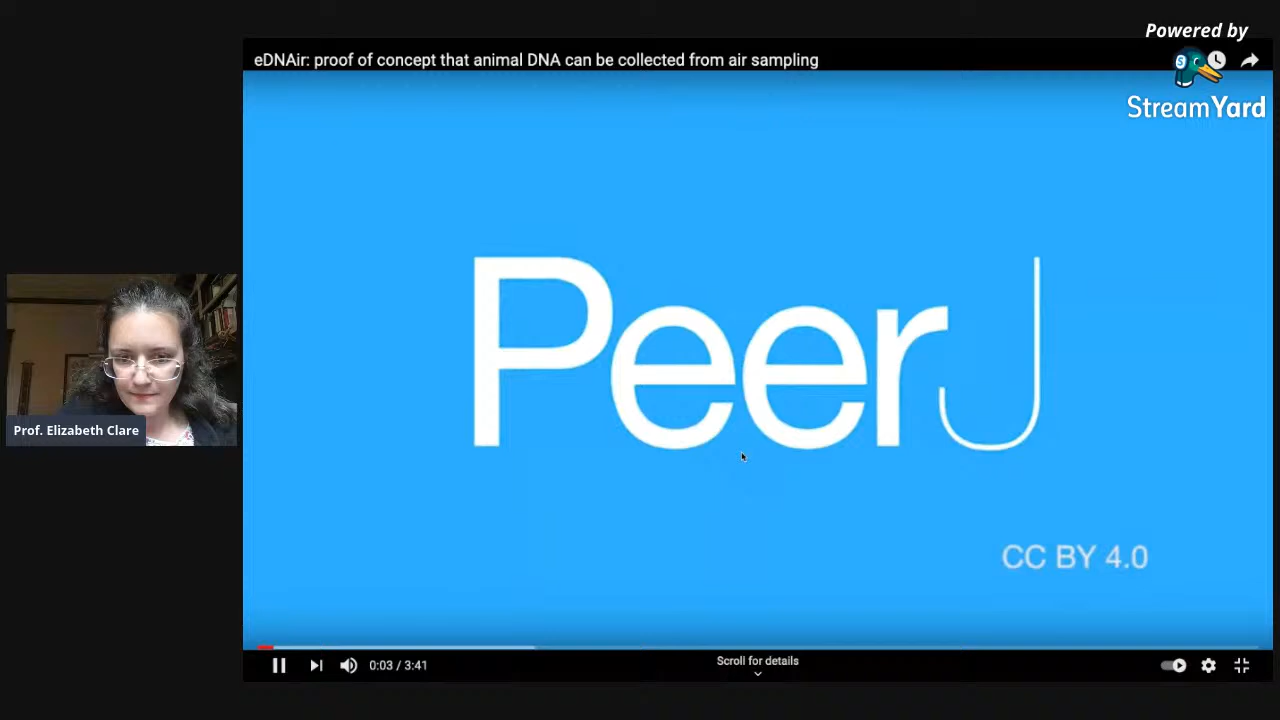 Powered by
eDNAir: proof of concept that animal DNA can be collected from air sampling
StreamYard
PeerJ
Prof. Elizabeth Clare
CC BY 4.0
0:03 / 3:41
Scroll for details